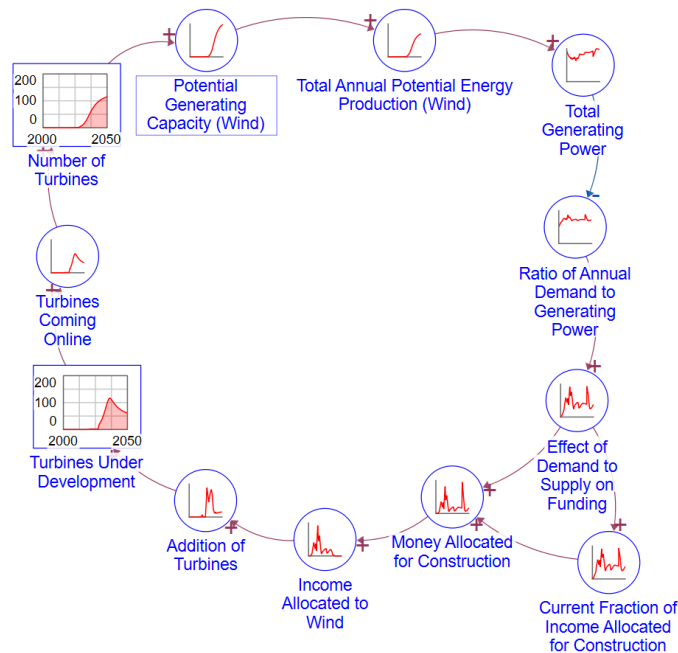 Potential
Generating
Capacity (Wind)
Total Annual Potential Energy
Production (Wind)
Total
Generating
Power
200
100
0
2000 2050
Number of
Turbines
Ratio of Annual
Demand to
Generating
Power
Turbines
Coming
Online
Effect of
Demand to
Supply on
Funding
200
100
0
2000 2050
Turbines Under
Development
Addition of
Turbines
Income
Allocated to
Wind
Money Allocated
for Construction
Current Fraction of
Income Allocated
for Construction
+
+
+
-
+
+
+
+
+
+
+
+